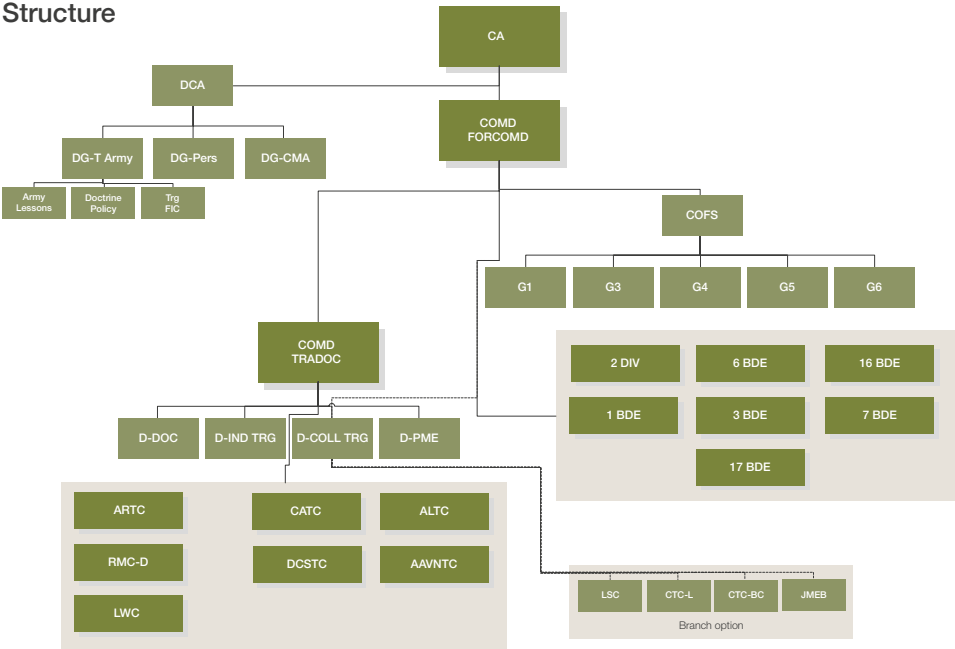 Structure
CA
DCA
COMD
FORCOMD
DG-T Army
DG-Pers
DG-CMA
Army
Lessons
Doctrine
Policy
Trg
FIC
COFS
G1
G3
G4
G5
G6
COMD
TRADOC
2 DIV
6 BDE
16 BDE
1 BDE
3 BDE
7 BDE
17 BDE
D-DOC
D-IND TRG
D-COLL TRG
D-PME
ARTC
CATC
ALTC
RMC-D
DCSTC
AAVNTC
LWC
LSC
CTC-L
CTC-BC
JMEB
Branch option